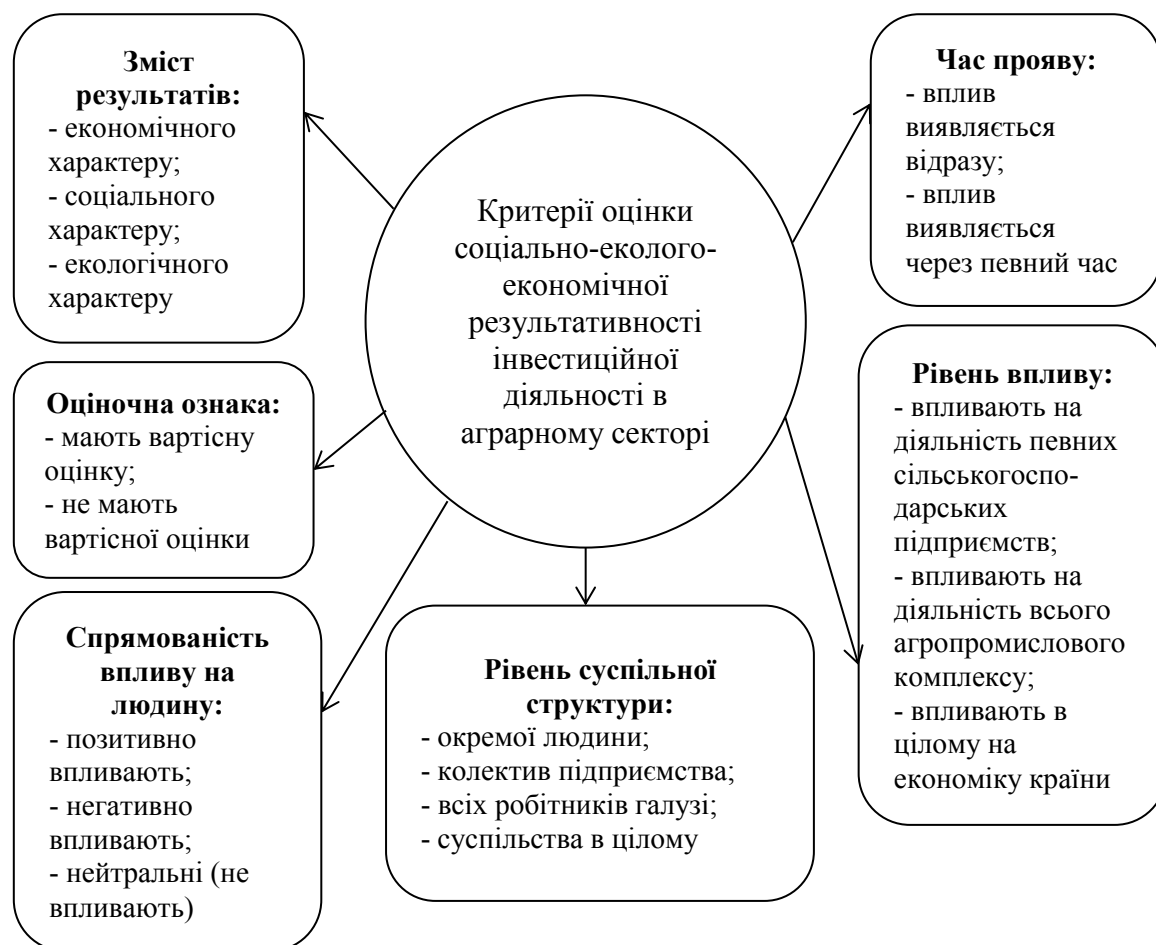 Зміст
результатів:
- економічного
характеру;
- соціального
характеру;
- екологічного
характеру
Час прояву:
- вплив
виявляється
відразу;
- вплив
виявляється
через певний час
Критерії оцінки
соціально-еколого-
економічної
результативності
інвестиційної
діяльності в
аграрному секторі
Оціночна ознака:
- мають вартісну
оцінку;
- не мають
вартісної оцінки
Рівень впливу:
- впливають на
діяльність певних
сільськогоспо-
дарських
підприємств;
- впливають на
діяльність всього
агропромислового
комплексу;
- впливають в
цілому на
економіку країни
Спрямованість
впливу на
людину:
- позитивно
впливають;
- негативно
впливають;
- нейтральні (не
впливають)
Рівень суспільної
структури:
- окремої людини;
- колектив підприємства;
- всіх робітників галузі;
- суспільства в цілому